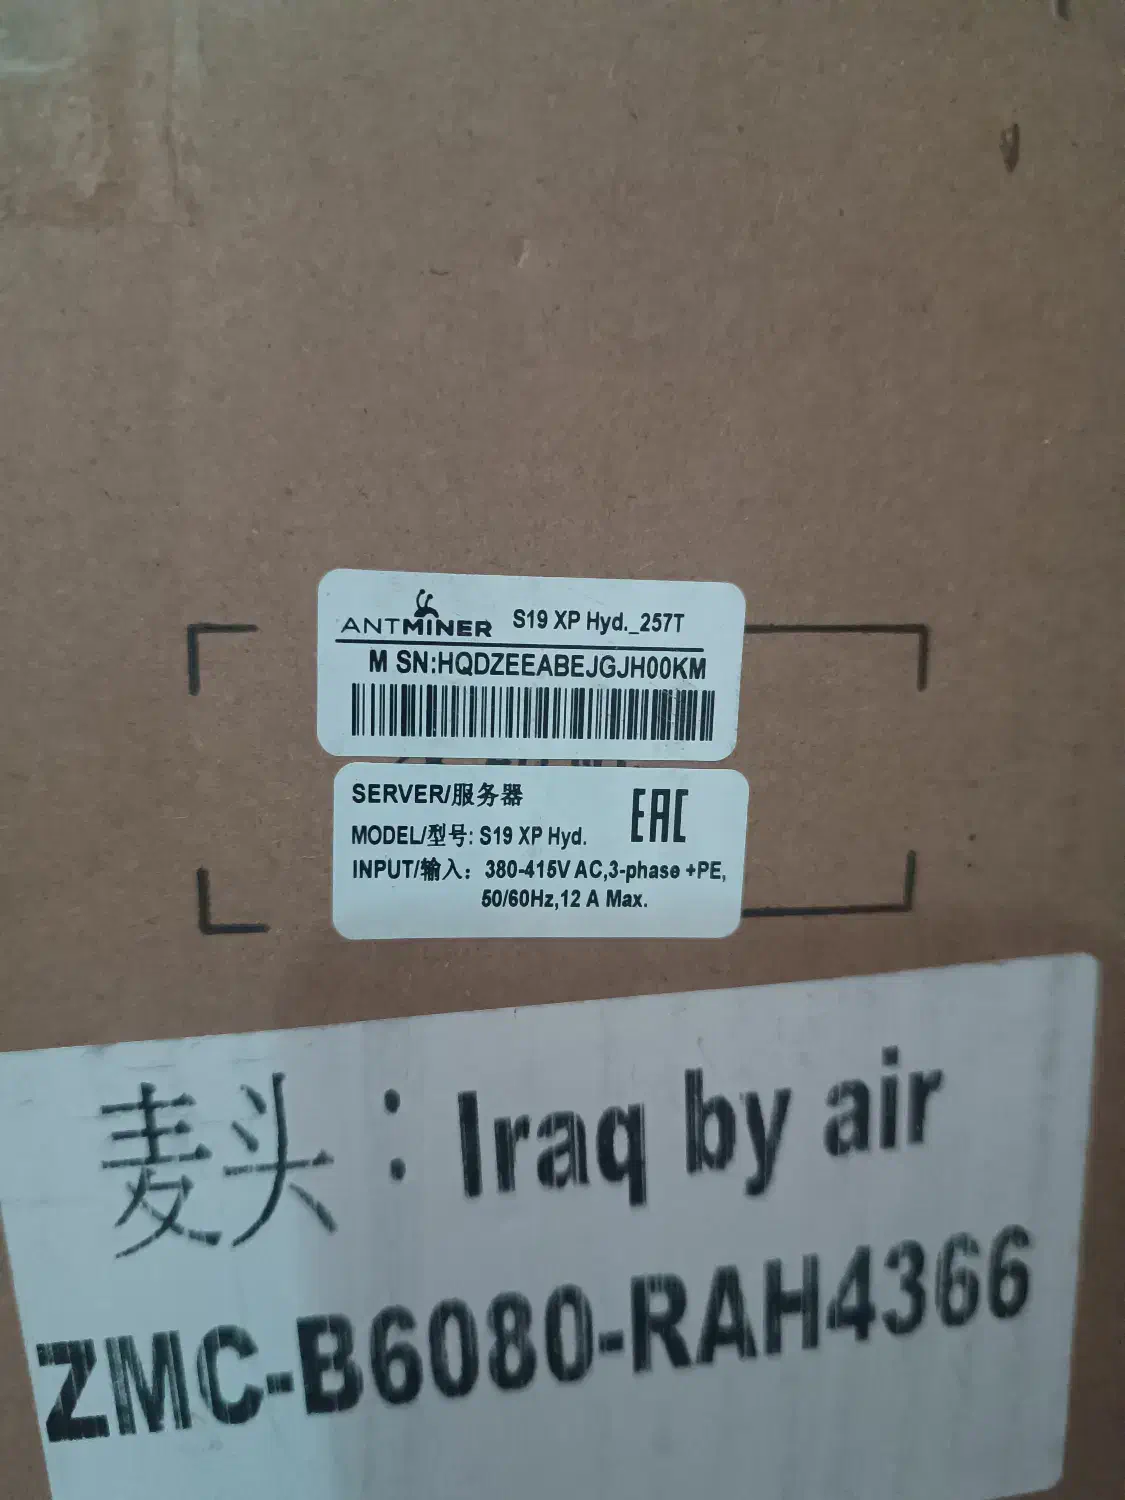 ANTMINER S19 XP Hyd._257T
M SN:HQDZEEABEJGJH00KM
SERVER/服务器
EAC
MODEL/型号: S19 XP Hyd.
INPUT/输入: 380-415V AC,3-phase +PE,
50/60Hz,12 A Max.
麦头：Iraq by air
ZMC-B6080-RAH4366